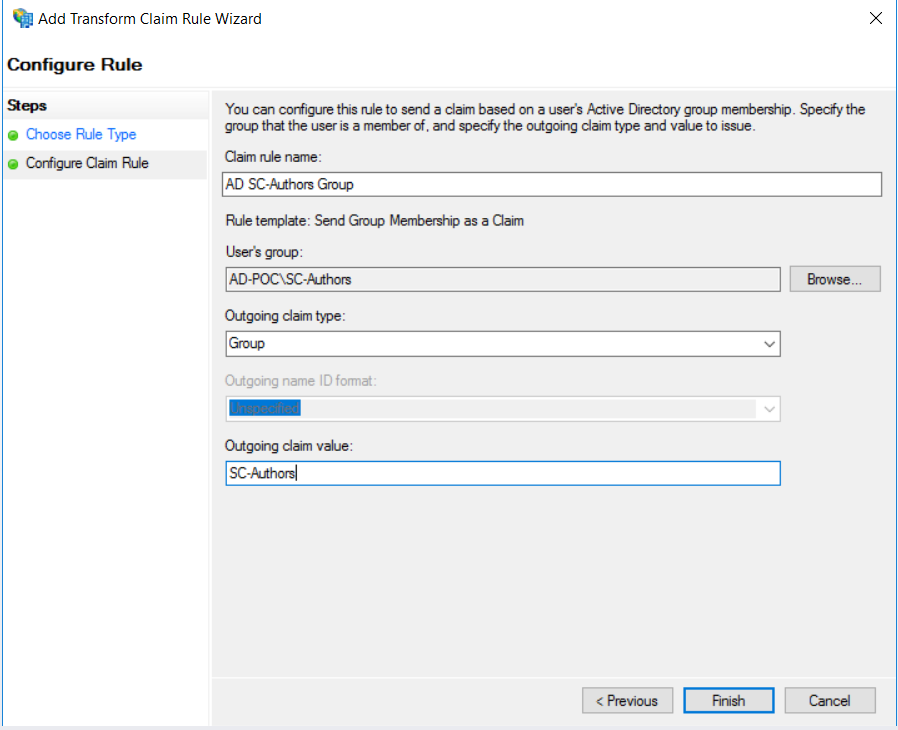 Add Transform Claim Rule Wizard
Configure Rule
Steps
Choose Rule Type
Configure Claim Rule
You can configure this rule to send a claim based on a user's Active Directory group membership. Specify the
group that the user is a member of, and specify the outgoing claim type and value to issue.
Claim rule name:
AD SC-Authors Group
Rule template: Send Group Membership as a Claim
User's group:
AD-POC\SC-Authors
Browse...
Outgoing claim type:
Group
Outgoing name ID format:
Unspecified
Outgoing claim value:
SC-Authors
< Previous
Finish
Cancel